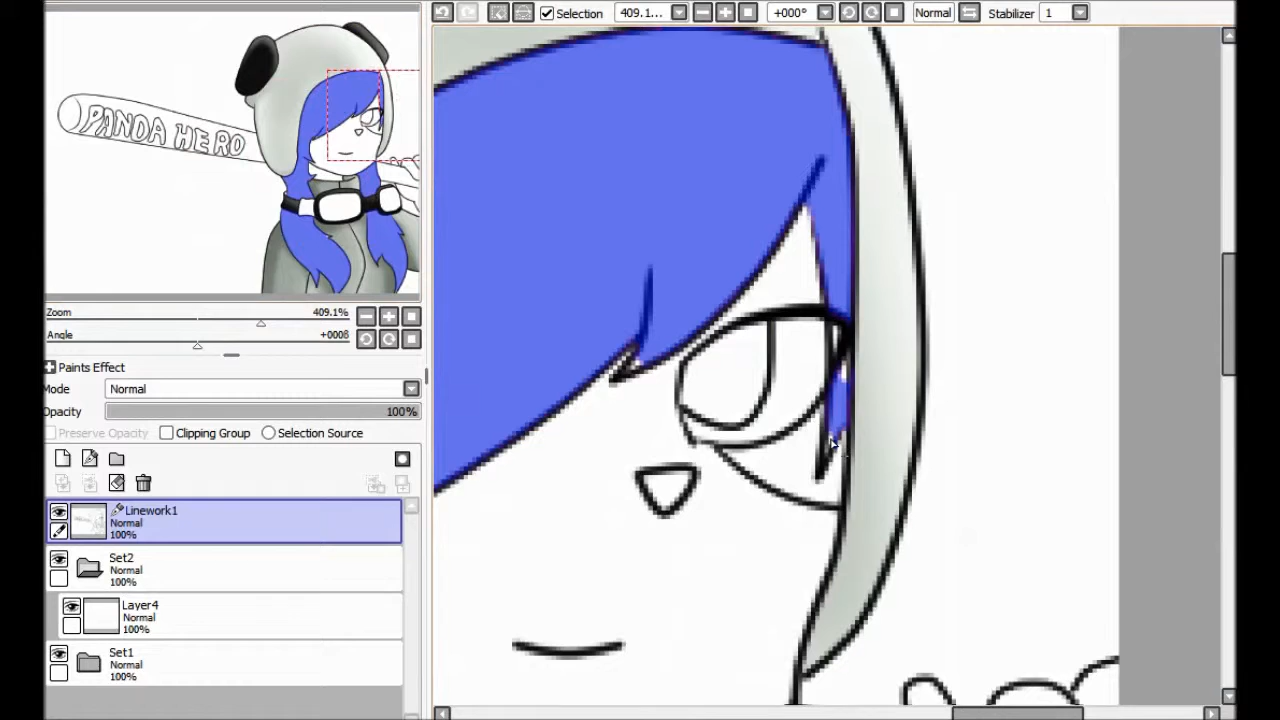 Selection 409.1... +000° Normal Stabilizer 1
PANDA HERO
Zoom 409.1%
Angle +0008
Paints Effect
Mode Normal
Opacity 100%
Preserve Opacity Clipping Group Selection Source
Linework1
Normal
100%
Set2
Normal
100%
Layer4
Normal
100%
Set1
Normal
100%